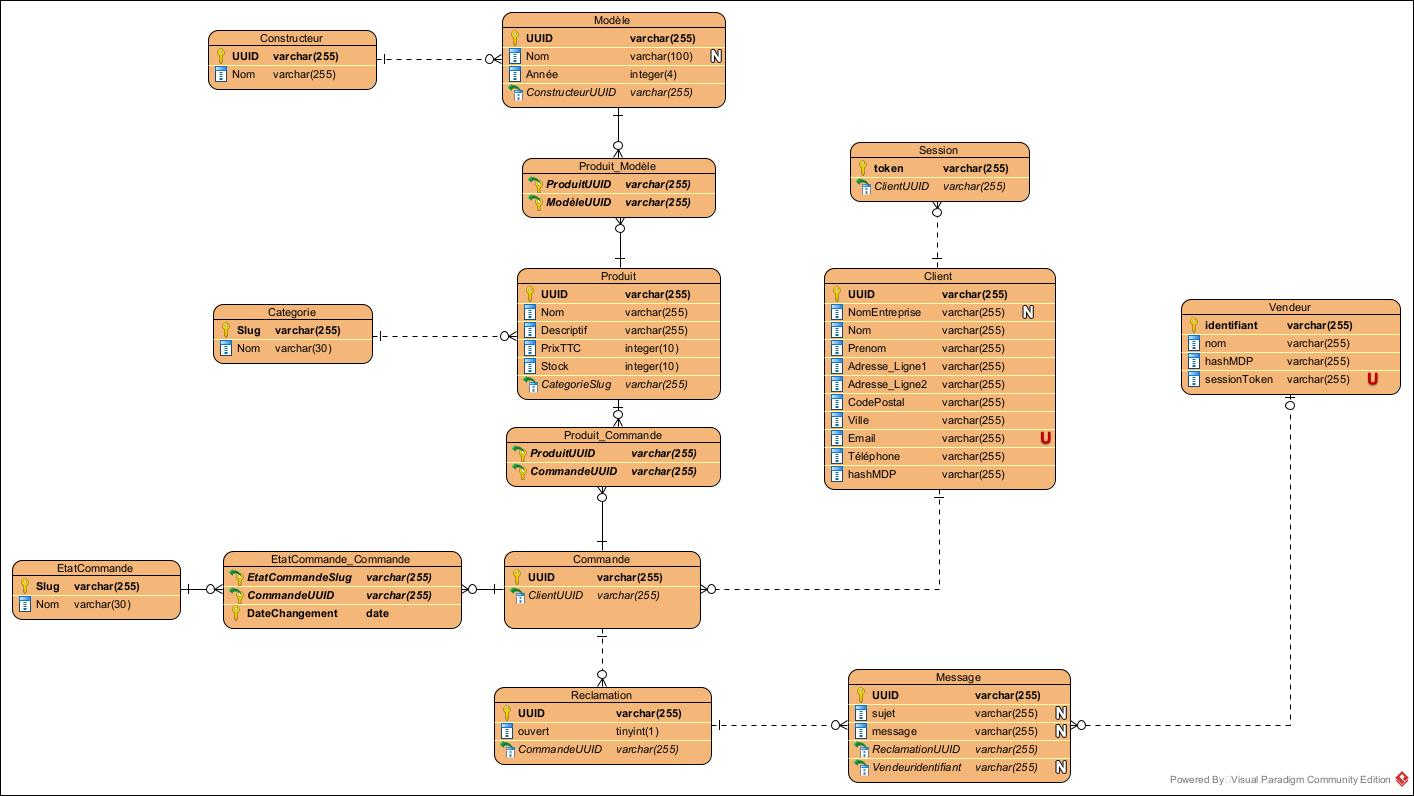 Constructeur
UUID varchar(255)
Nom varchar(255)
Modèle
UUID varchar(255)
Nom varchar(100) N
Année integer(4)
ConstructeurUUID varchar(255)
Produit_Modèle
ProduitUUID varchar(255)
ModèleUUID varchar(255)
Session
token varchar(255)
ClientUUID varchar(255)
Categorie
Slug varchar(255)
Nom varchar(30)
Produit
UUID varchar(255)
Nom varchar(255)
Descriptif varchar(255)
PrixTTC integer(10)
Stock integer(10)
CategorieSlug varchar(255)
Client
UUID varchar(255)
NomEntreprise varchar(255) N
Nom varchar(255)
Prenom varchar(255)
Adresse_Ligne1 varchar(255)
Adresse_Ligne2 varchar(255)
CodePostal varchar(255)
Ville varchar(255)
Email varchar(255) U
Téléphone varchar(255)
hashMDP varchar(255)
Vendeur
identifiant varchar(255)
nom varchar(255)
hashMDP varchar(255)
sessionToken varchar(255) U
Produit_Commande
ProduitUUID varchar(255)
CommandeUUID varchar(255)
EtatCommande
Slug varchar(255)
Nom varchar(30)
EtatCommande_Commande
EtatCommandeSlug varchar(255)
CommandeUUID varchar(255)
DateChangement date
Commande
UUID varchar(255)
ClientUUID varchar(255)
Reclamation
UUID varchar(255)
ouvert tinyint(1)
CommandeUUID varchar(255)
Message
UUID varchar(255)
sujet varchar(255) N
message varchar(255) N
ReclamationUUID varchar(255)
Vendeuridentifiant varchar(255) N
Powered By Visual Paradigm Community Edition